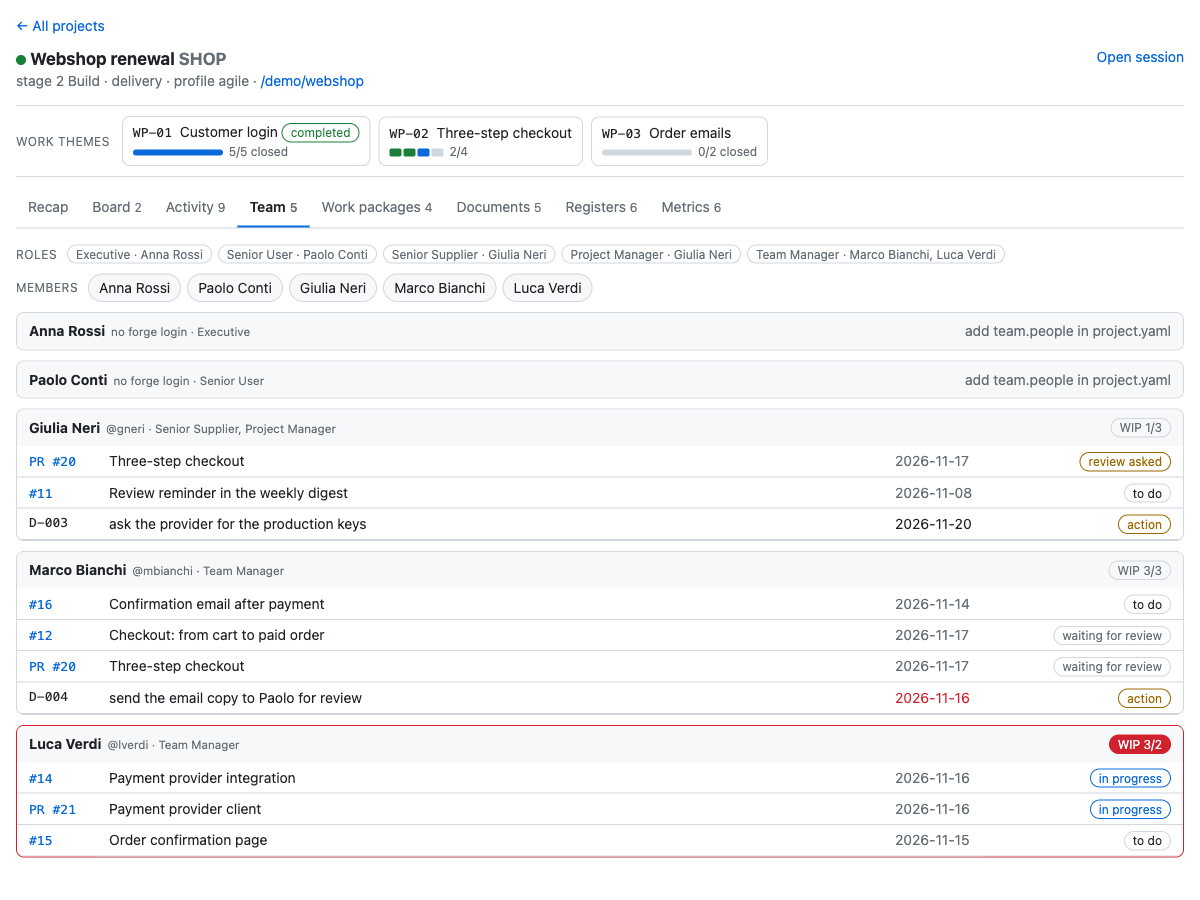 ← All projects
Webshop renewal SHOP
Open session
stage 2 Build · delivery · profile agile · /demo/webshop
WORK THEMES
WP-01 Customer login completed
5/5 closed
WP-02 Three-step checkout
2/4
WP-03 Order emails
0/2 closed
Recap Board 2 Activity 9 Team 5 Work packages 4 Documents 5 Registers 6 Metrics 6
ROLES Executive · Anna Rossi Senior User · Paolo Conti Senior Supplier · Giulia Neri Project Manager · Giulia Neri Team Manager · Marco Bianchi, Luca Verdi
MEMBERS Anna Rossi Paolo Conti Giulia Neri Marco Bianchi Luca Verdi
Anna Rossi no forge login · Executive add team.people in project.yaml
Paolo Conti no forge login · Senior User add team.people in project.yaml
Giulia Neri @gneri · Senior Supplier, Project Manager WIP 1/3
PR #20 Three-step checkout 2026-11-17 review asked
#11 Review reminder in the weekly digest 2026-11-08 to do
D-003 ask the provider for the production keys 2026-11-20 action
Marco Bianchi @mbianchi · Team Manager WIP 3/3
#16 Confirmation email after payment 2026-11-14 to do
#12 Checkout: from cart to paid order 2026-11-17 waiting for review
PR #20 Three-step checkout 2026-11-17 waiting for review
D-004 send the email copy to Paolo for review 2026-11-16 action
Luca Verdi @lverdi · Team Manager WIP 3/2
#14 Payment provider integration 2026-11-16 in progress
PR #21 Payment provider client 2026-11-16 in progress
#15 Order confirmation page 2026-11-15 to do